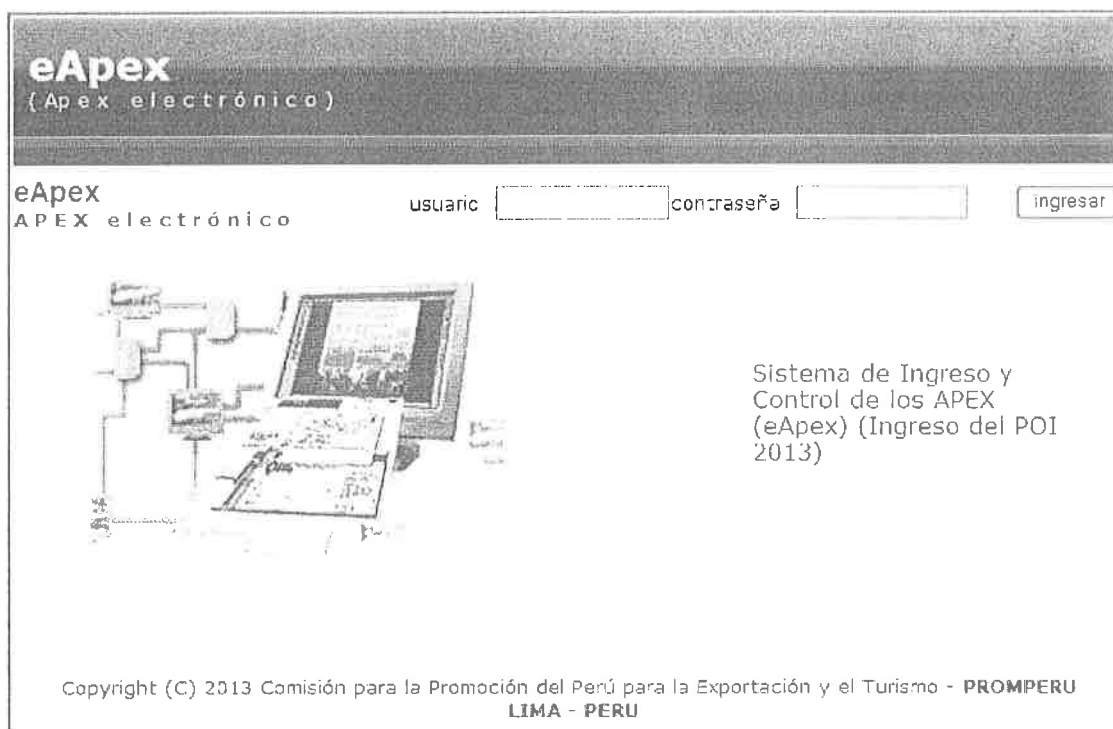 eApex
(Apex electrónico)
eApex
APEX electrónico
usuario contraseña ingresar
Sistema de Ingreso y
Control de los APEX
(eApex) (Ingreso del POI
2013)
Copyright (C) 2013 Comisión para la Promoción del Perú para la Exportación y el Turismo - PROMPERU
LIMA - PERU